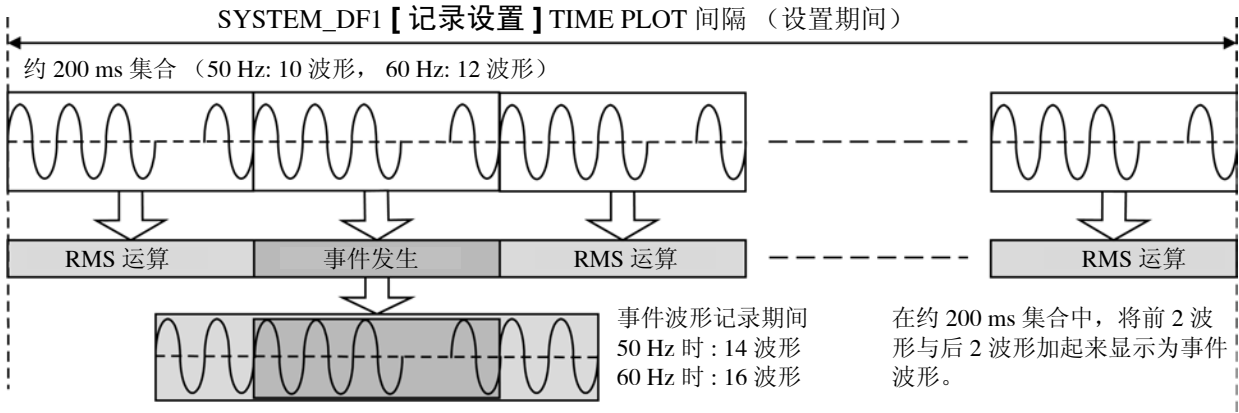 SYSTEM_DF1 [ 记录设置 ] TIME PLOT 间隔 （设置期间）
约 200 ms 集合 （50 Hz: 10 波形， 60 Hz: 12 波形）
RMS 运算
事件发生
RMS 运算
RMS 运算
事件波形记录期间
50 Hz 时 : 14 波形
60 Hz 时 : 16 波形
在约 200 ms 集合中，将前 2 波
形与后 2 波形加起来显示为事件
波形。